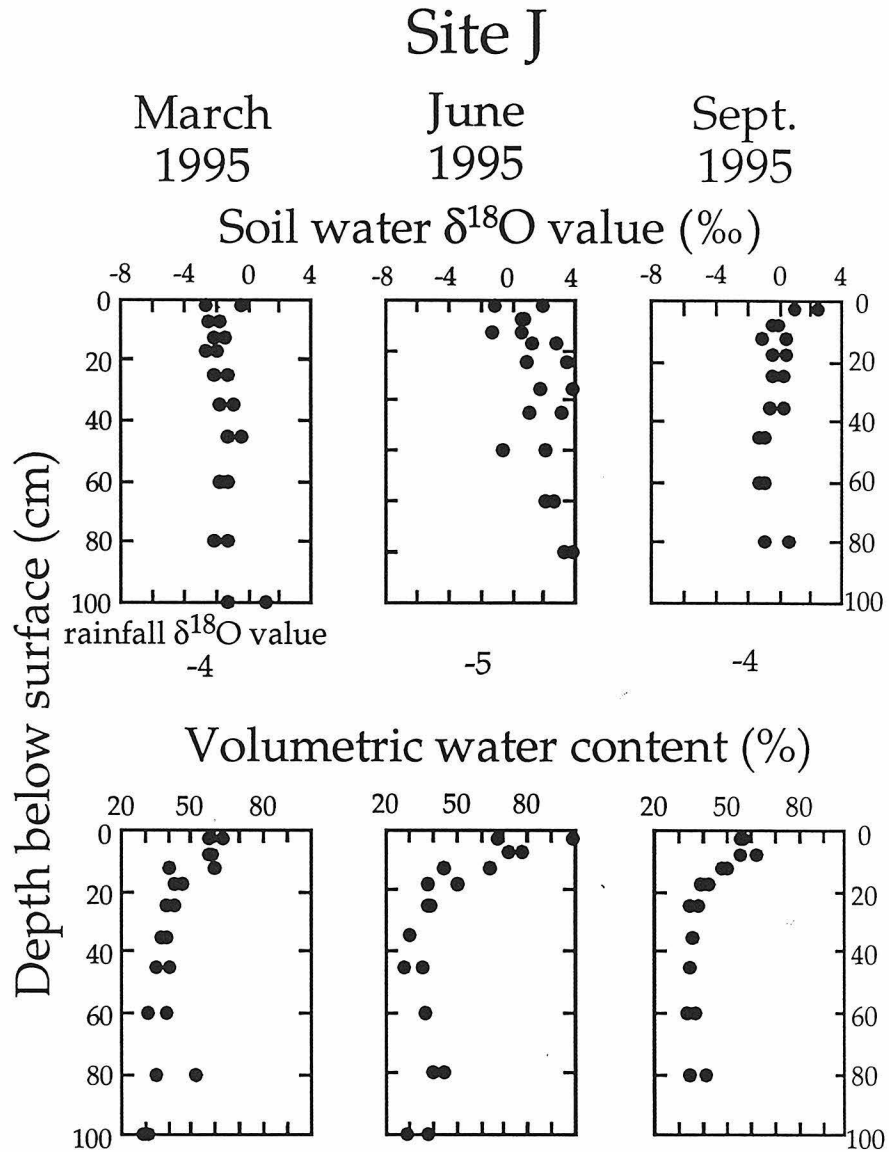 Site J
March 1995
June 1995
Sept. 1995
Soil water δ¹⁸O value (‰)
-8 -4 0 4
-8 -4 0 4
-8 -4 0 4
0
20
40
60
80
100
0
20
40
60
80
100
rainfall δ¹⁸O value
-4
-5
-4
Depth below surface (cm)
Volumetric water content (%)
20 50 80
20 50 80
20 50 80
0
20
40
60
80
100
0
20
40
60
80
100